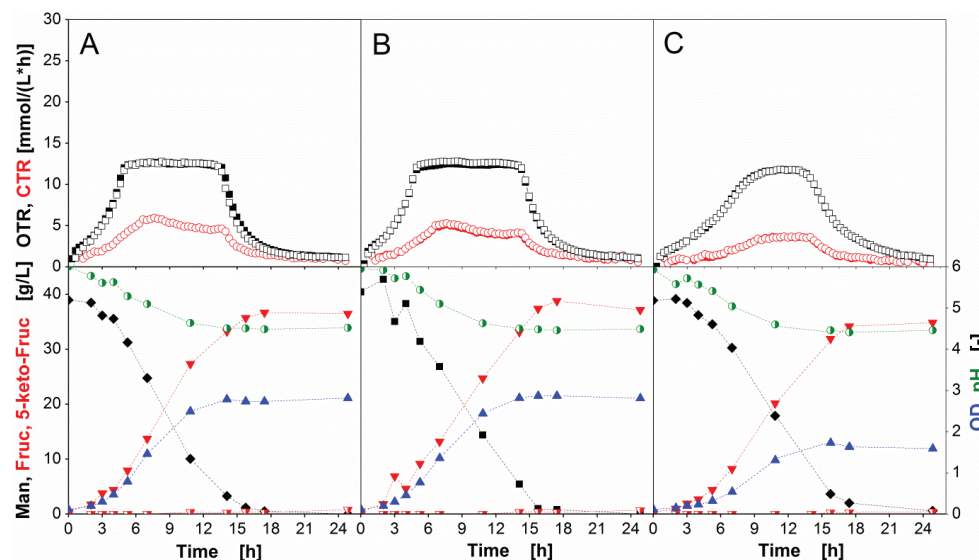 A
B
C
30
25
20
15
10
5
0
OTR, CTR [mmol/(L*h)]
40
30
20
10
0
Man, Fruc, 5-keto-Fruc [g/L]
6
5
4
3
2
1
0
OD, pH [-]
0 3 6 9 12 15 18 21 24
0 3 6 9 12 15 18 21 24
0 3 6 9 12 15 18 21 24
Time [h]
Time [h]
Time [h]